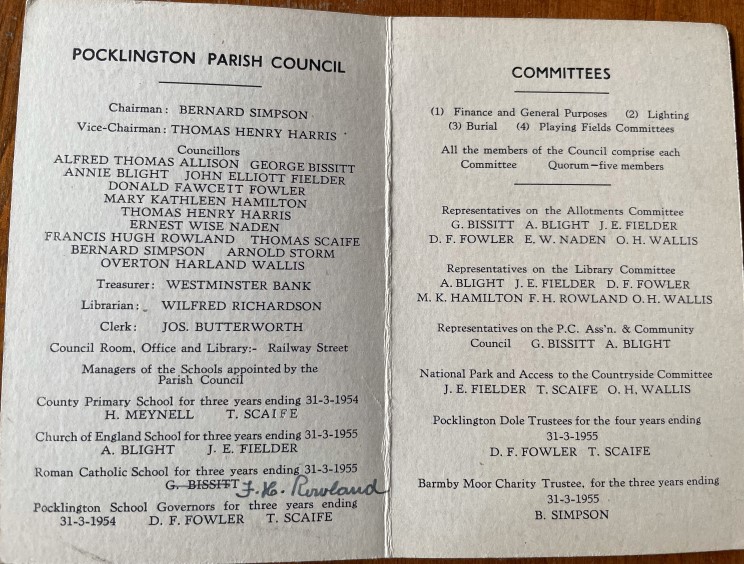 POCKLINGTON PARISH COUNCIL
Chairman: BERNARD SIMPSON
Vice-Chairman: THOMAS HENRY HARRIS
Councillors
ALFRED THOMAS ALLISON GEORGE BISSITT
ANNIE BLIGHT JOHN ELLIOTT FIELDER
DONALD FAWCETT FOWLER
MARY KATHLEEN HAMILTON
THOMAS HENRY HARRIS
ERNEST WISE NADEN
FRANCIS HUGH ROWLAND THOMAS SCAIFE
BERNARD SIMPSON ARNOLD STORM
OVERTON HARLAND WALLIS
Treasurer: WESTMINSTER BANK
Librarian: WILFRED RICHARDSON
Clerk: JOS. BUTTERWORTH
Council Room, Office and Library:- Railway Street
Managers of the Schools appointed by the
Parish Council
County Primary School for three years ending 31-3-1954
H. MEYNELL T. SCAIFE
Church of England School for three years ending 31-3-1955
A. BLIGHT J. E. FIELDER
Roman Catholic School for three years ending 31-3-1955
G. BISSITT F. H. Rowland
Pocklington School Governors for three years ending
31-3-1954 D. F. FOWLER T. SCAIFE
COMMITTEES
(1) Finance and General Purposes (2) Lighting
(3) Burial (4) Playing Fields Committees
All the members of the Council comprise each
Committee Quorum—five members
Representatives on the Allotments Committee
G. BISSITT A. BLIGHT J. E. FIELDER
D. F. FOWLER E. W. NADEN O. H. WALLIS
Representatives on the Library Committee
A. BLIGHT J. E. FIELDER D. F. FOWLER
M. K. HAMILTON F. H. ROWLAND O. H. WALLIS
Representatives on the P.C. Ass'n. & Community
Council G. BISSITT A. BLIGHT
National Park and Access to the Countryside Committee
J. E. FIELDER T. SCAIFE O. H. WALLIS
Pocklington Dole Trustees for the four years ending
31-3-1955
D. F. FOWLER T. SCAIFE
Barmby Moor Charity Trustee, for the three years ending
31-3-1955
B. SIMPSON